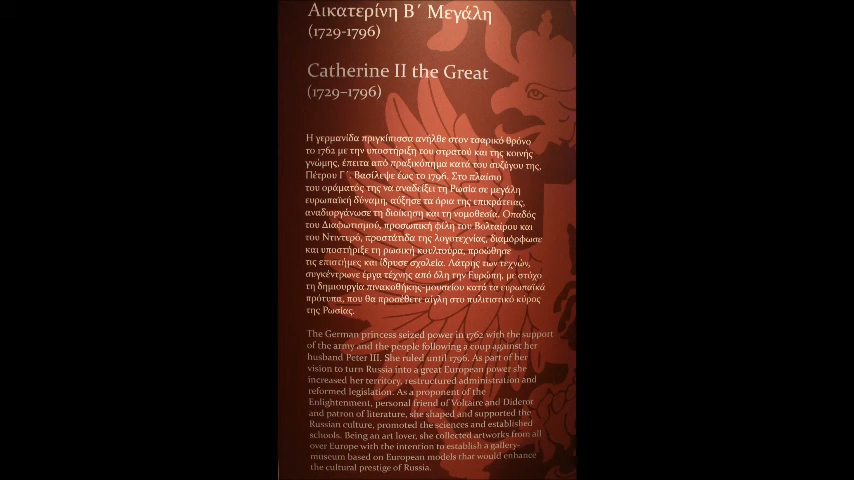 Αικατερίνη Β΄ Μεγάλη
(1729-1796)
Catherine II the Great
(1729–1796)
Η γερμανίδα πριγκίπισσα ανήλθε στον τσαρικό θρόνο
το 1762 με την υποστήριξη του στρατού και της κοινής
γνώμης, έπειτα από πραξικόπημα κατά του συζύγου της,
Πέτρου Γ΄. Βασίλεψε έως το 1796. Στο πλαίσιο
του οράματός της να αναδείξει τη Ρωσία σε μεγάλη
ευρωπαϊκή δύναμη, αύξησε τα όρια της επικράτειας,
αναδιοργάνωσε τη διοίκηση και τη νομοθεσία. Οπαδός
του Διαφωτισμού, προσωπική φίλη του Βολταίρου και
του Ντιντερό, προστάτιδα της λογοτεχνίας, διαμόρφωσε
και υποστήριξε τη ρωσική κουλτούρα, προώθησε
τις επιστήμες και ίδρυσε σχολεία. Λάτρης των τεχνών,
συγκέντρωνε έργα τέχνης από όλη την Ευρώπη, με στόχο
τη δημιουργία πινακοθήκης-μουσείου κατά τα ευρωπαϊκά
πρότυπα, που θα προσέθετε αίγλη στο πολιτιστικό κύρος
της Ρωσίας.
The German princess seized power in 1762 with the support
of the army and the people following a coup against her
husband Peter III. She ruled until 1796. As part of her
vision to turn Russia into a great European power she
increased her territory, restructured administration and
reformed legislation. As a proponent of the
Enlightenment, personal friend of Voltaire and Diderot
and patron of literature, she shaped and supported the
Russian culture, promoted the sciences and established
schools. Being an art lover, she collected artworks from all
over Europe with the intention to establish a gallery-
museum based on European models that would enhance
the cultural prestige of Russia.